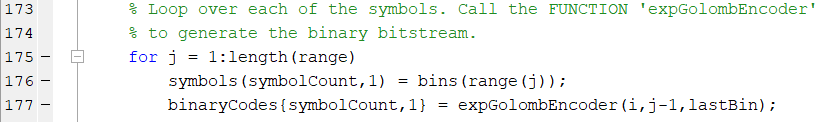 173 % Loop over each of the symbols. Call the FUNCTION 'expGolombEncoder'
174 % to generate the binary bitstream.
175 – for j = 1:length(range)
176 – symbols(symbolCount,1) = bins(range(j));
177 – binaryCodes{symbolCount,1} = expGolombEncoder(i,j-1,lastBin);